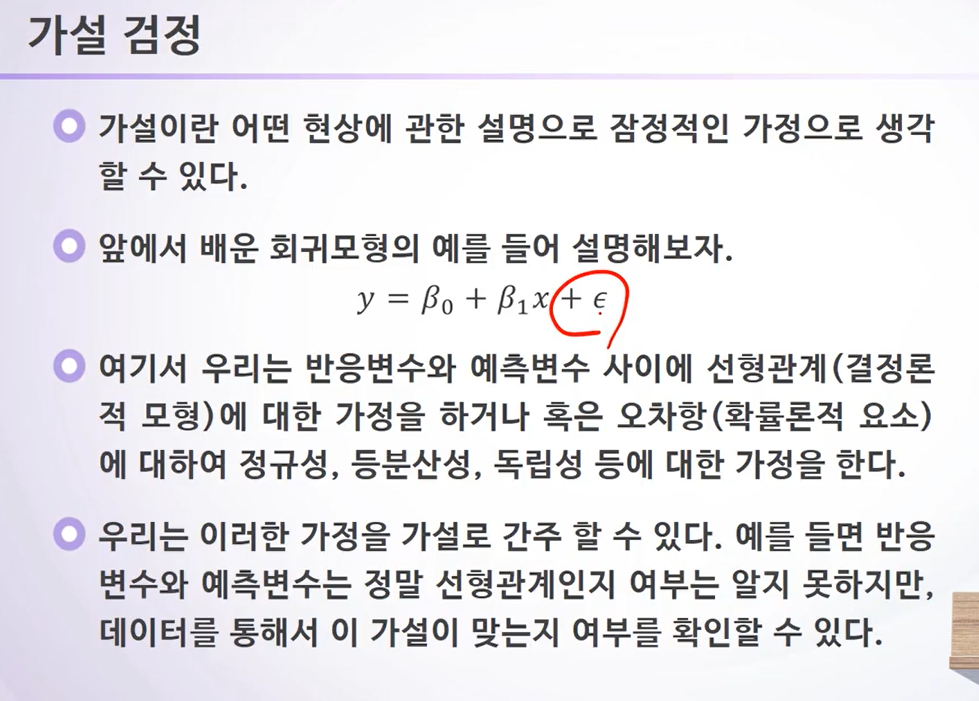 가설 검정
가설이란 어떤 현상에 관한 설명으로 잠정적인 가정으로 생각
할 수 있다.
앞에서 배운 회귀모형의 예를 들어 설명해보자.
y = β₀ + β₁x + ϵ
여기서 우리는 반응변수와 예측변수 사이에 선형관계(결정론
적 모형)에 대한 가정을 하거나 혹은 오차항(확률론적 요소)
에 대하여 정규성, 등분산성, 독립성 등에 대한 가정을 한다.
우리는 이러한 가정을 가설로 간주 할 수 있다. 예를 들면 반응
변수와 예측변수는 정말 선형관계인지 여부는 알지 못하지만,
데이터를 통해서 이 가설이 맞는지 여부를 확인할 수 있다.